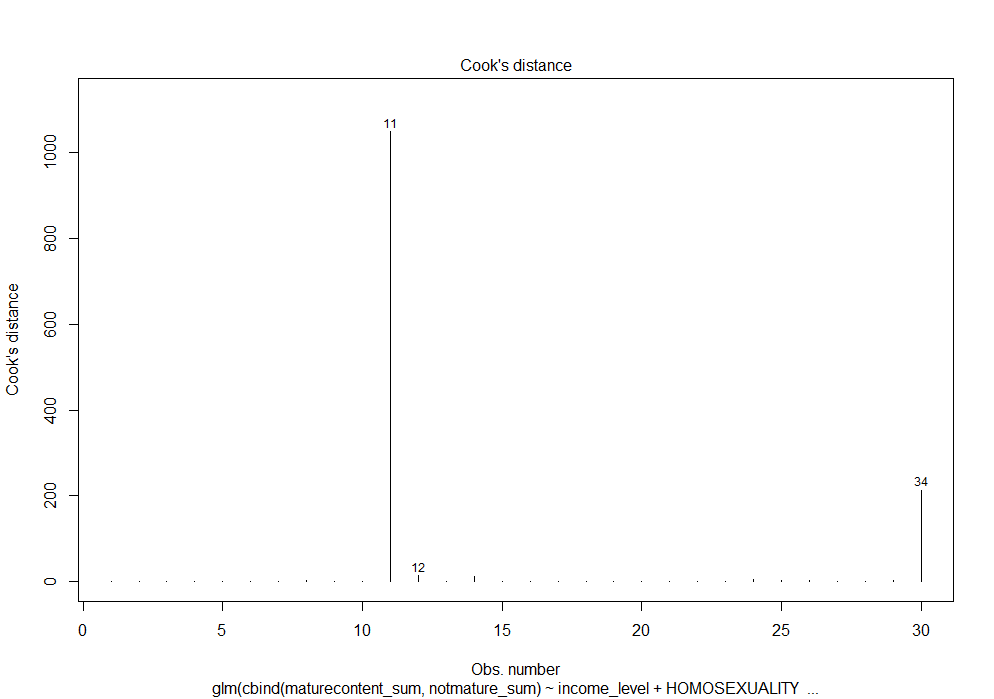 Cook's distance
1000
800
600
400
200
0
Cook's distance
11
12
34
0 5 10 15 20 25 30
Obs. number
glm(cbind(maturecontent_sum, notmature_sum) ~ income_level + HOMOSEXUALITY ...